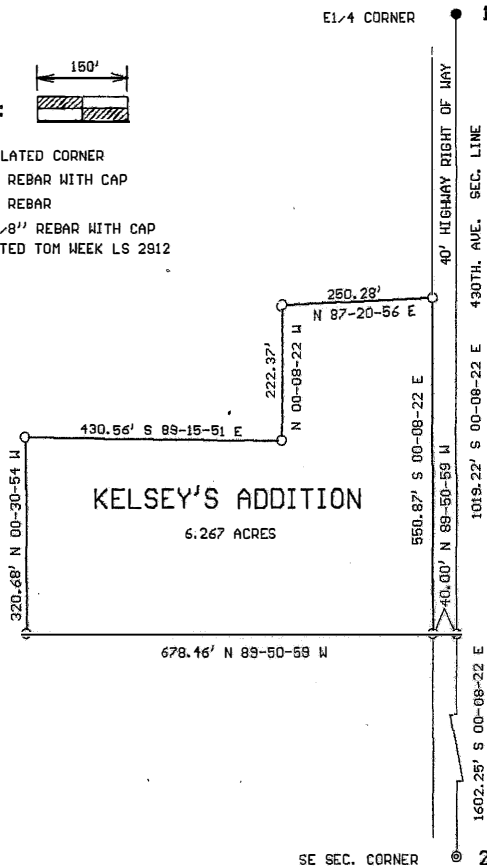 E1/4 CORNER
1
150'
:
LATED CORNER
REBAR WITH CAP
REBAR
/8" REBAR WITH CAP
TED TOM WEEK LS 2912
40' HIGHWAY RIGHT OF WAY
430TH. AVE. SEC. LINE
250.28'
N 87-20-56 E
222.37'
N 00-08-22 W
430.56' S 89-15-51 E
KELSEY'S ADDITION
6.267 ACRES
320.68' N 00-30-54 W
550.87' S 00-08-22 E
40.00' N 89-50-59 W
1019.22' S 00-08-22 E
678.46' N 89-50-59 W
1602.25' S 00-08-22 E
SE SEC. CORNER
2